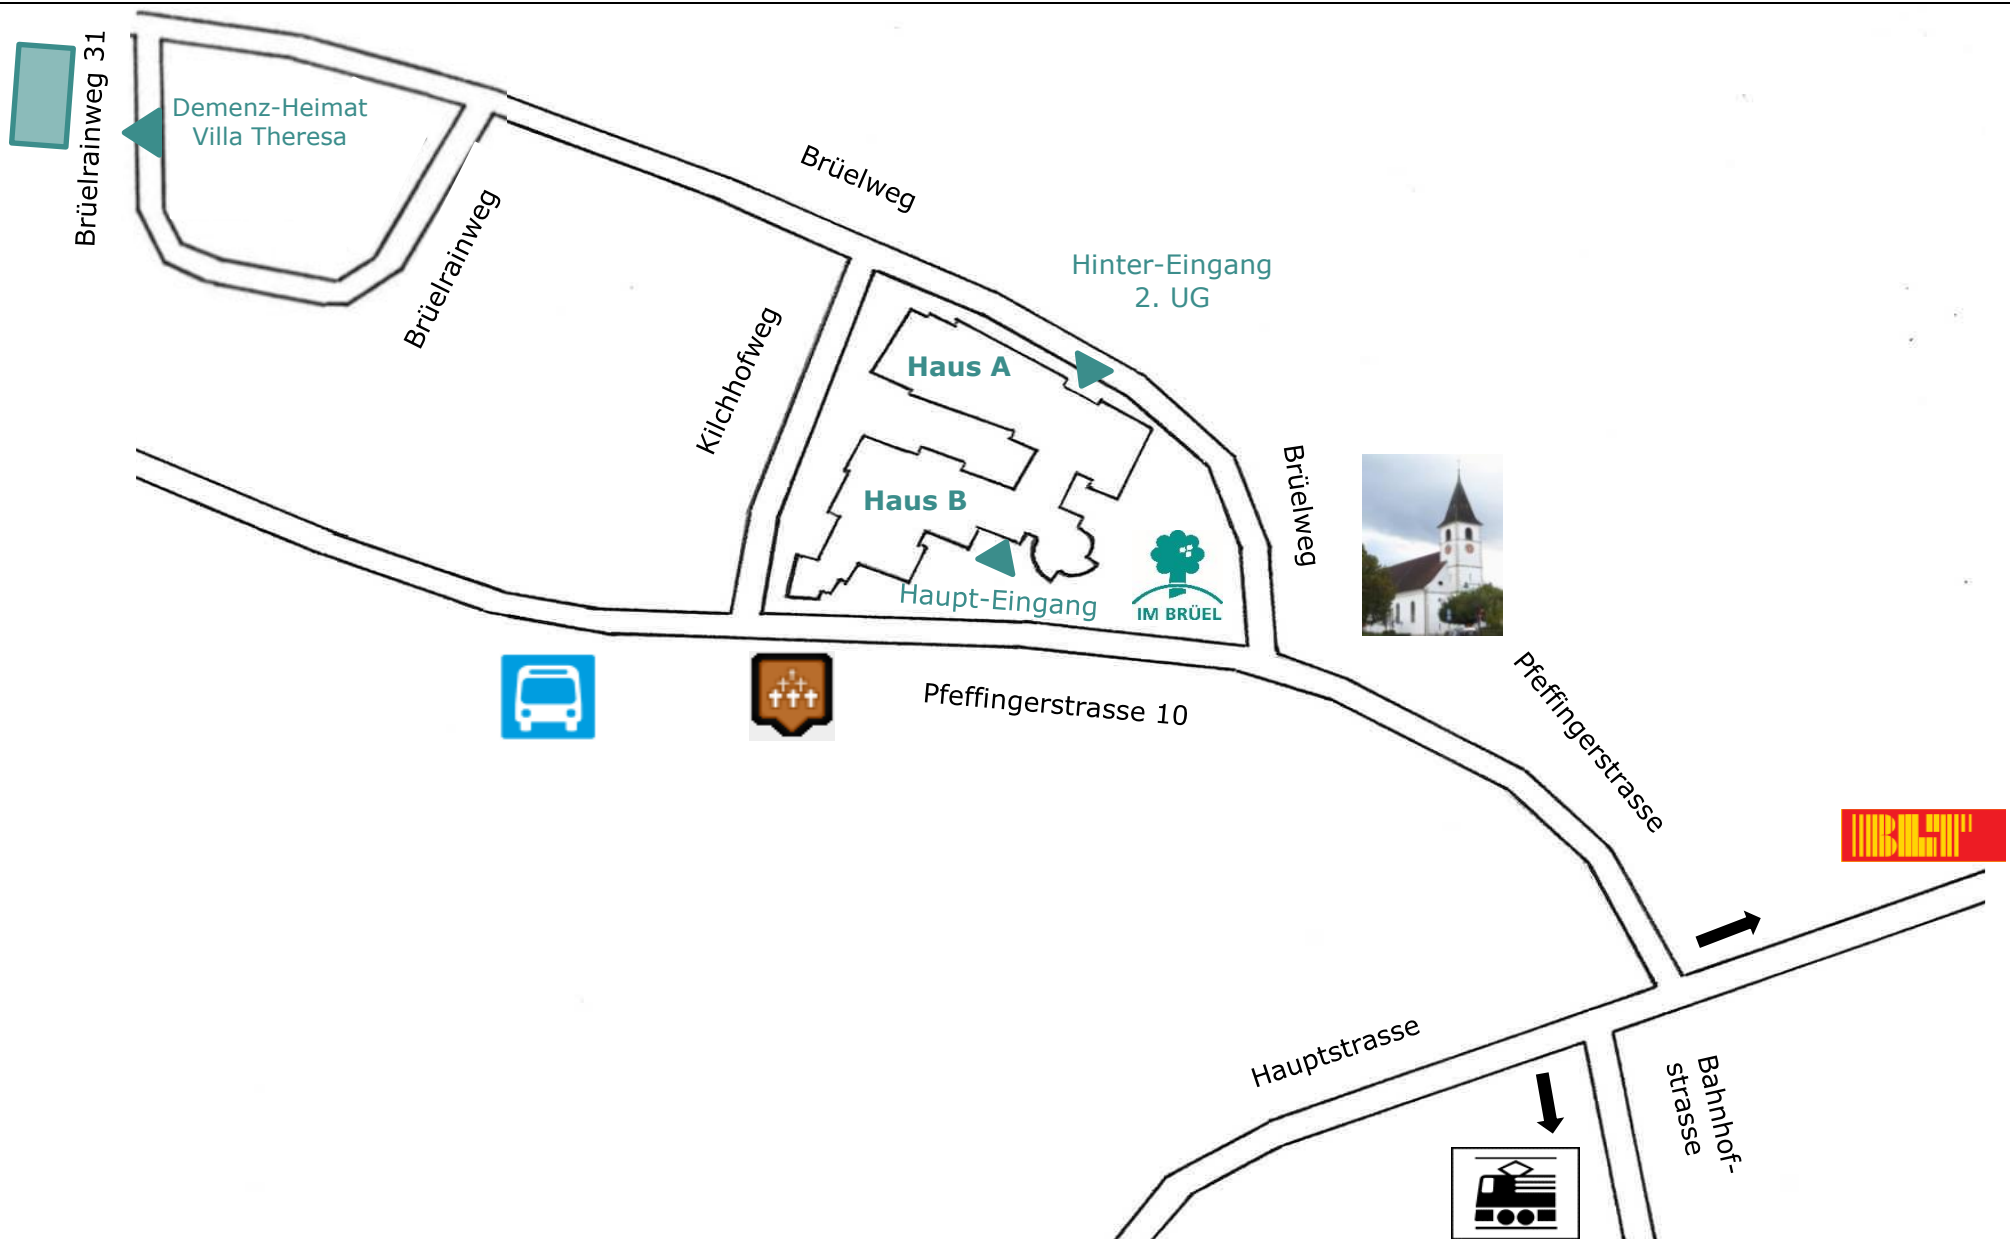 Brüelrainweg 31
Demenz-Heimat
Villa Theresa
Brüelweg
Brüelrainweg
Hinter-Eingang
2. UG
Kilchhofweg
Haus A
Brüelweg
Haus B
Haupt-Eingang
IM BRÜEL
Pfeffingerstrasse 10
Pfeffingerstrasse
BLT
Hauptstrasse
Bahnhof-
strasse